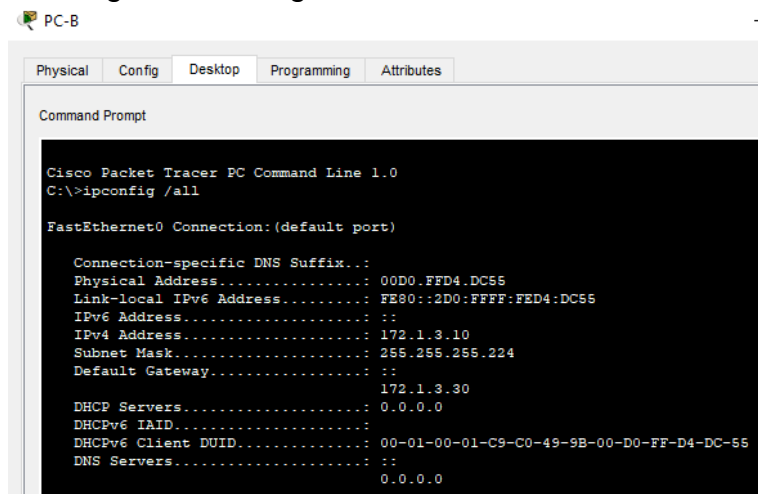 PC-B
Physical Config Desktop Programming Attributes
Command Prompt
Cisco Packet Tracer PC Command Line 1.0
C:\>ipconfig /all
FastEthernet0 Connection:(default port)
Connection-specific DNS Suffix..:
Physical Address................: 00D0.FFD4.DC55
Link-local IPv6 Address.........: FE80::2D0:FFFF:FED4:DC55
IPv6 Address....................: ::
IPv4 Address....................: 172.1.3.10
Subnet Mask.....................: 255.255.255.224
Default Gateway.................: ::
172.1.3.30
DHCP Servers....................: 0.0.0.0
DHCPv6 IAID.....................:
DHCPv6 Client DUID..............: 00-01-00-01-C9-C0-49-9B-00-D0-FF-D4-DC-55
DNS Servers.....................: ::
0.0.0.0